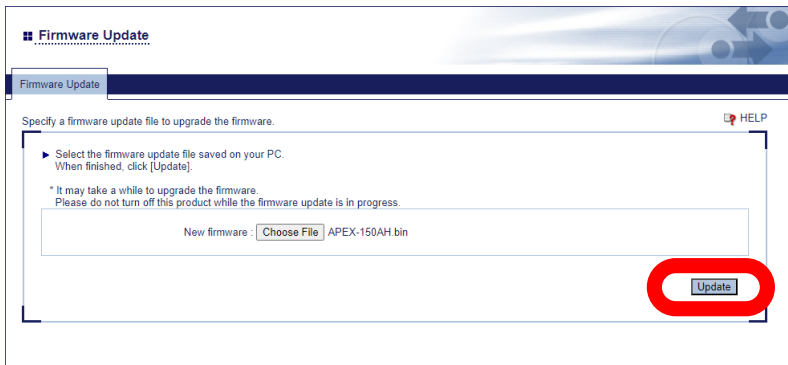 Firmware Update
Firmware Update
Specify a firmware update file to upgrade the firmware.
HELP
Select the firmware update file saved on your PC.
When finished, click [Update].
* It may take a while to upgrade the firmware.
Please do not turn off this product while the firmware update is in progress.
New firmware : Choose File APEX-150AH.bin
Update